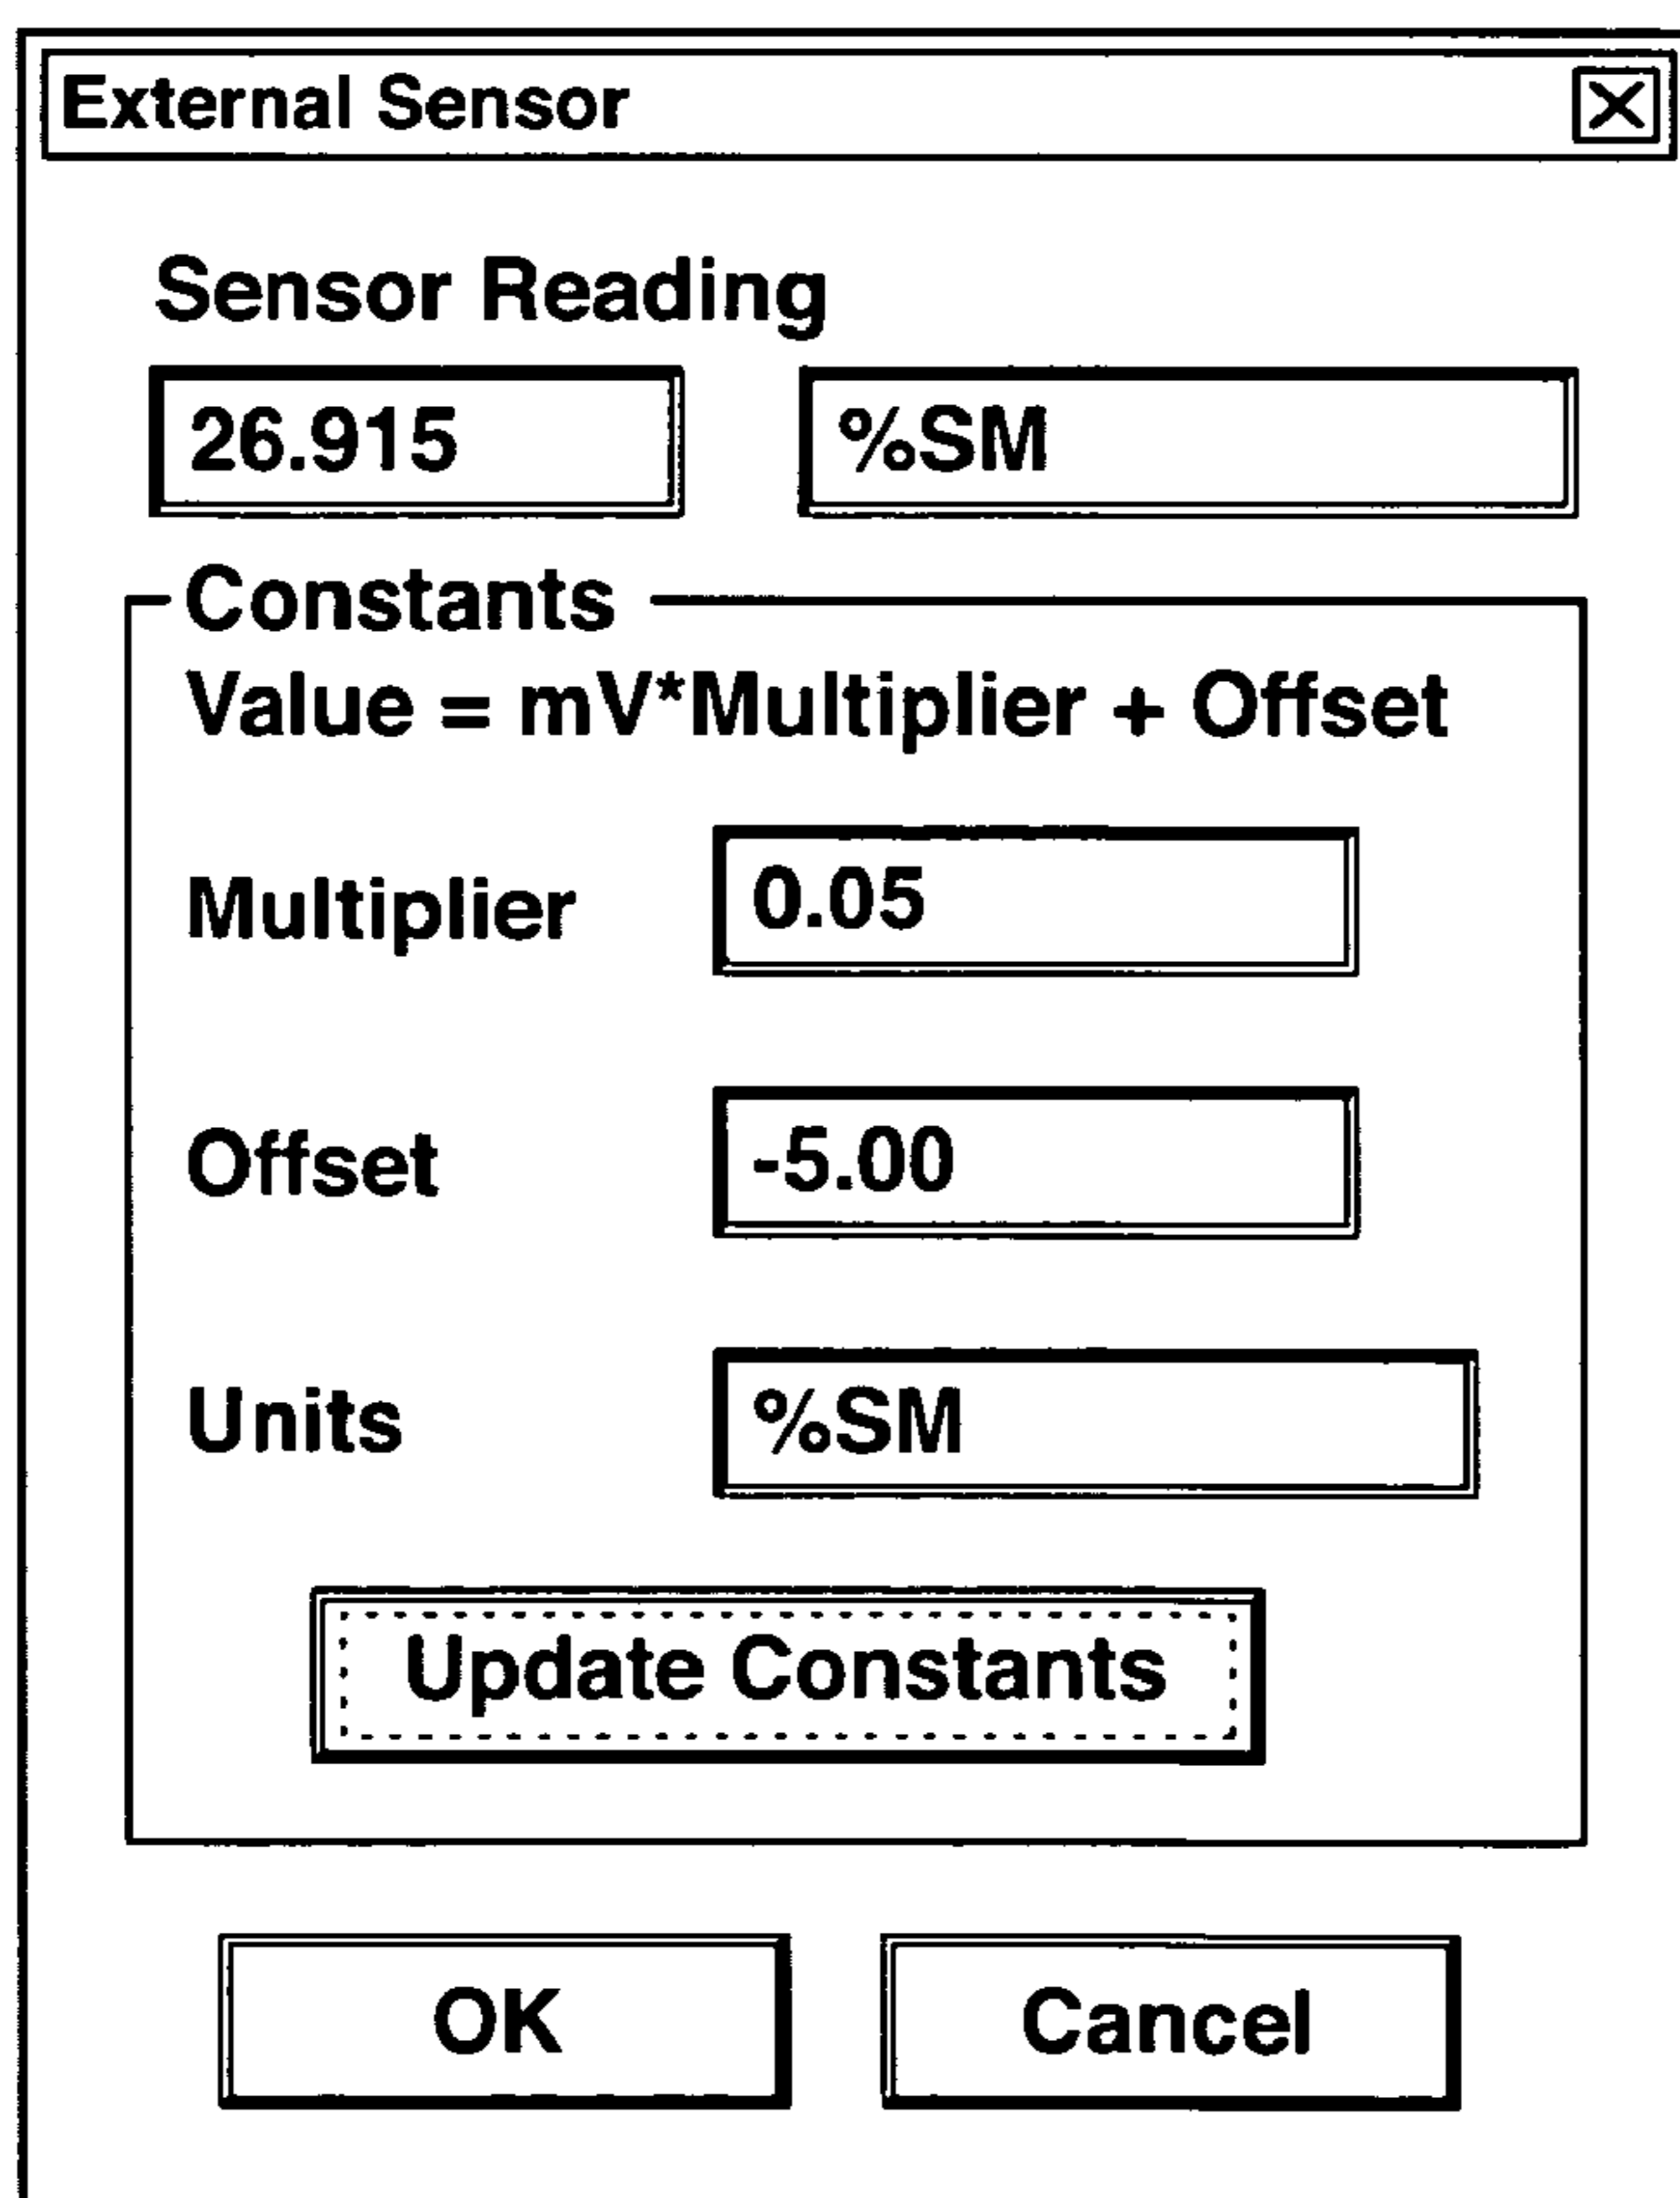 External Sensor
Sensor Reading
26.915 %SM
Constants
Value = mV*Multiplier + Offset
Multiplier 0.05
Offset -5.00
Units %SM
Update Constants
OK Cancel